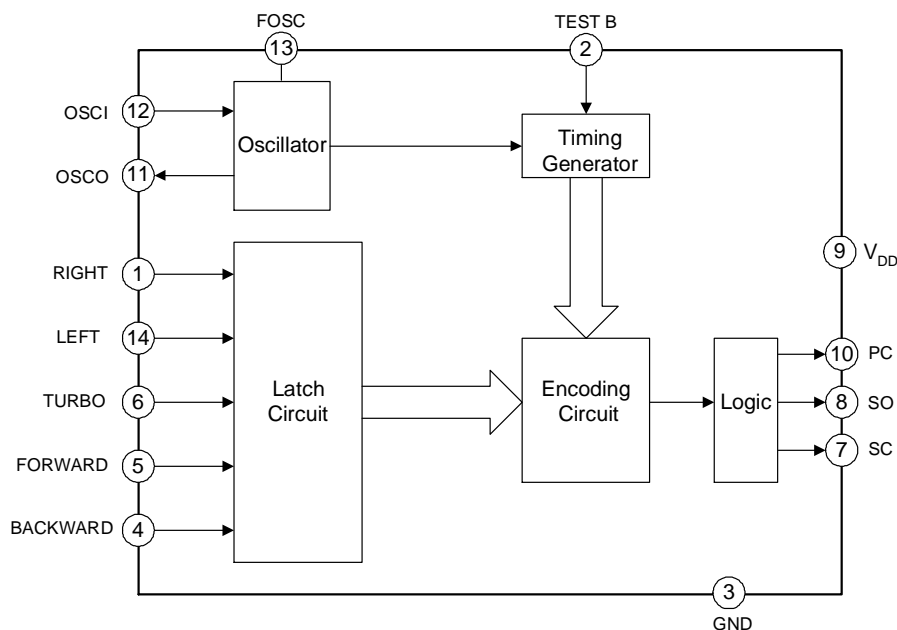 FOSC
TEST B
13
2
OSCI
12
Oscillator
Timing
Generator
OSCO
11
RIGHT
1
9
VDD
LEFT
14
Latch
Circuit
Encoding
Circuit
Logic
10
PC
TURBO
6
8
SO
FORWARD
5
7
SC
BACKWARD
4
3
GND